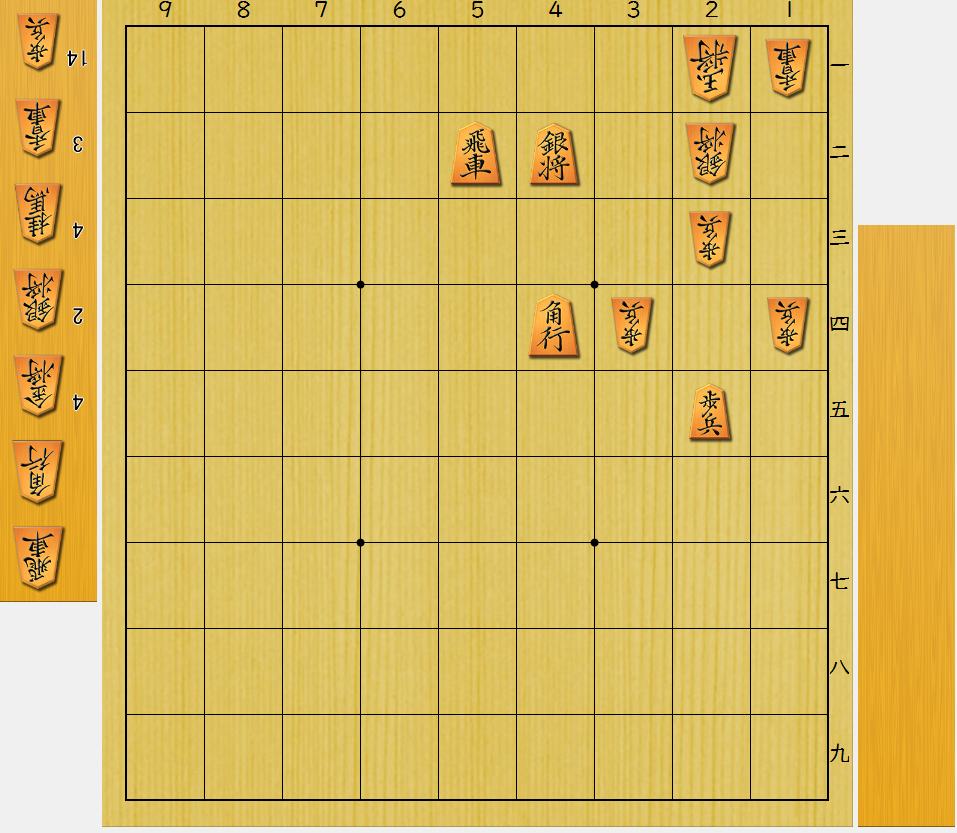 9 8 7 6 5 4 3 2 1
歩兵 14
香車 3
桂馬 4
銀将 2
金将 4
角行
飛車
玉将 香車 一
飛車 銀将 銀将 二
歩兵 三
角行 歩兵 歩兵 四
歩兵 五
六
七
八
九